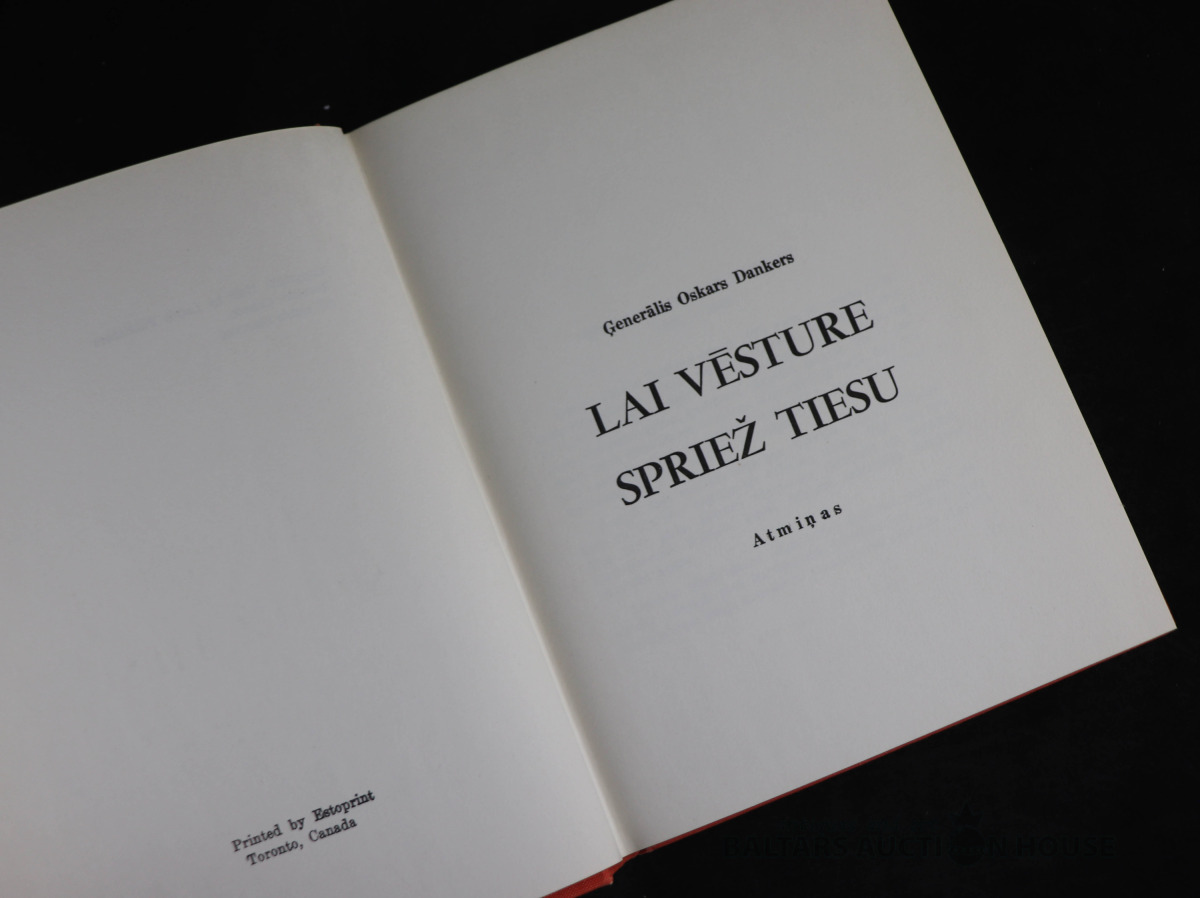 Printed by Estoprint
Toronto, Canada
Ģenerālis Oskars Dankers
LAI VĒSTURE
SPRIEŽ TIESU
Atmiņas
BALTARS AUCTION HOUSE